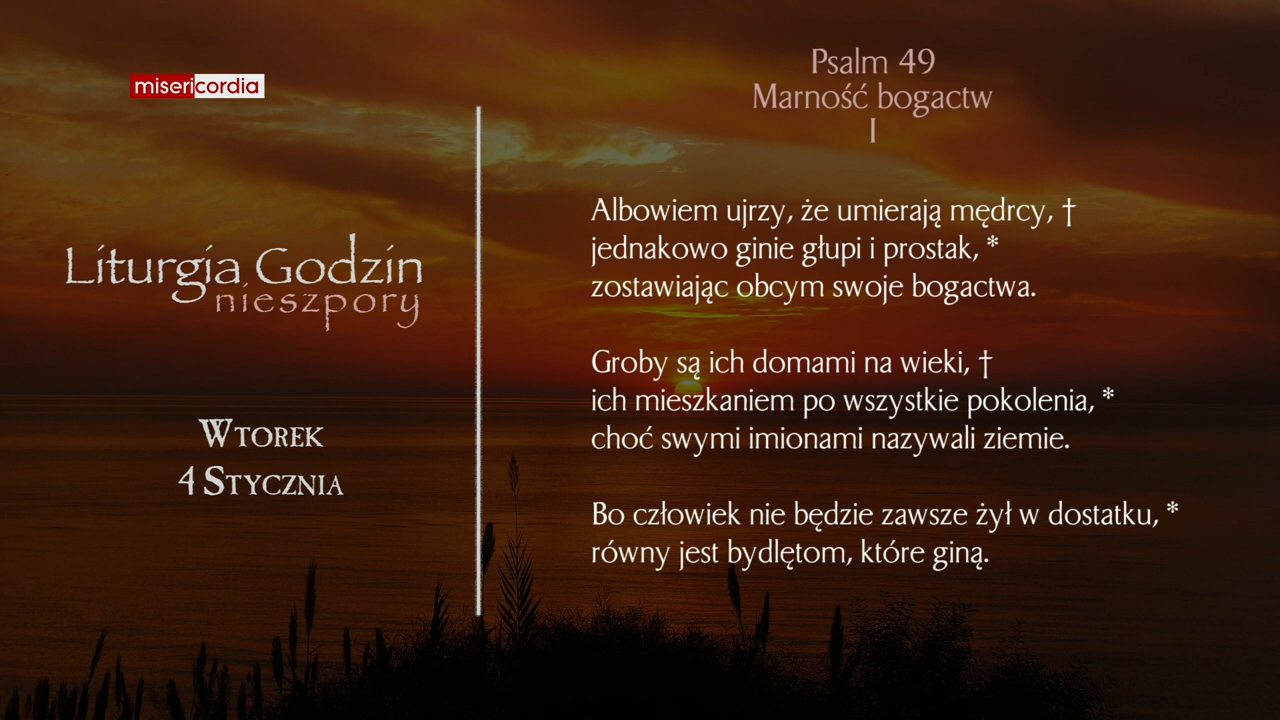 misericordia
Liturgia Godzin
nieszpory
Wtorek
4 Stycznia
Psalm 49
Marność bogactw
I
Albowiem ujrzy, że umierają mędrcy, †
jednakowo ginie głupi i prostak, *
zostawiając obcym swoje bogactwa.
Groby są ich domami na wieki, †
ich mieszkaniem po wszystkie pokolenia, *
choć swymi imionami nazywali ziemie.
Bo człowiek nie będzie zawsze żył w dostatku, *
równy jest bydlętom, które giną.